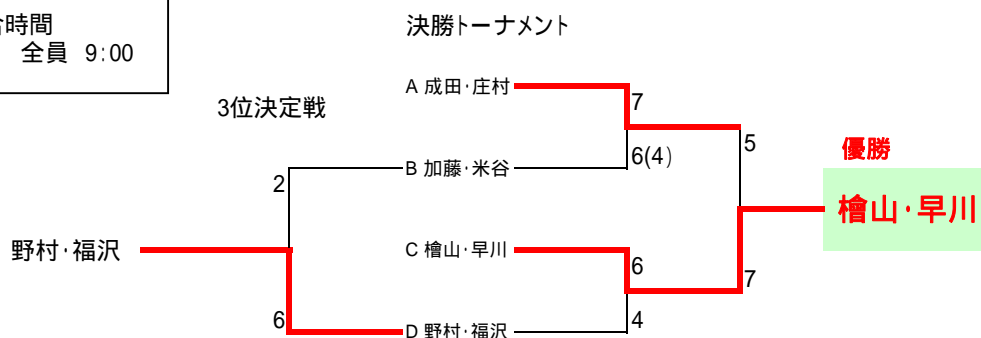 時間
全員 9:00
決勝トーナメント
3位決定戦
A 成田・庄村
7
5
優勝
B 加藤・米谷
6(4)
2
檜山・早川
野村・福沢
C 檜山・早川
6
7
6
D 野村・福沢
4